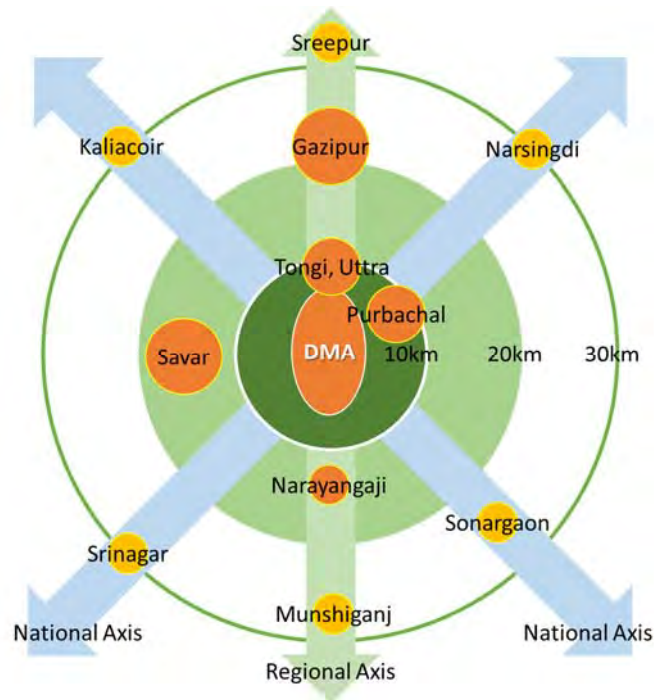 Sreepur
Kaliacoir
Gazipur
Narsingdi
Tongi, Uttra
Purbachal
Savar
DMA
10km
20km
30km
Narayangaji
Sonargaon
Srinagar
Munshiganj
National Axis
National Axis
Regional Axis